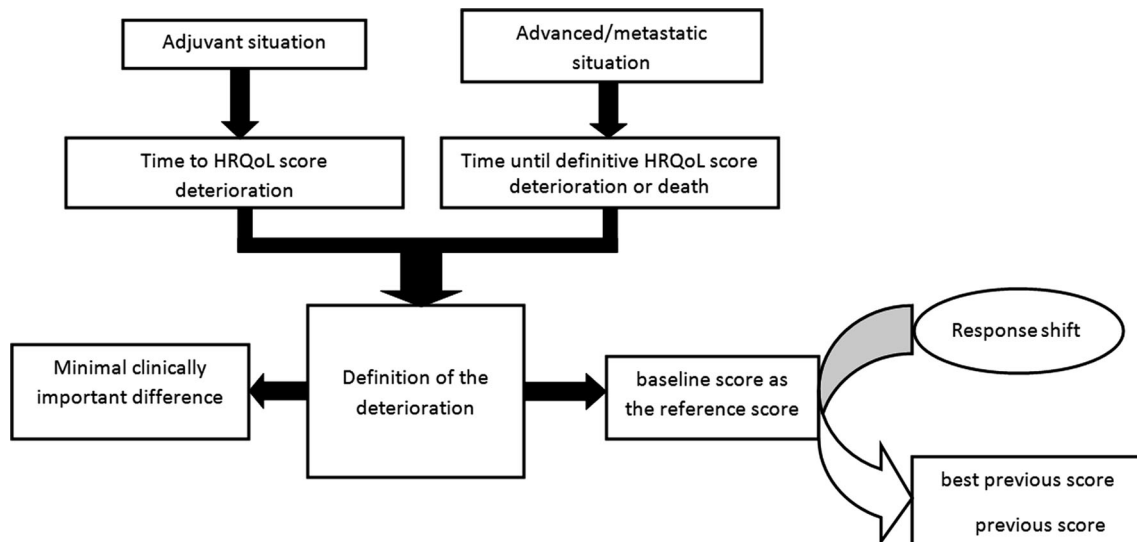 Adjuvant situation
Advanced/metastatic
situation
Time to HRQoL score
deterioration
Time until definitive HRQoL score
deterioration or death
Minimal clinically
important difference
Definition of the
deterioration
baseline score as
the reference score
Response shift
best previous score
previous score